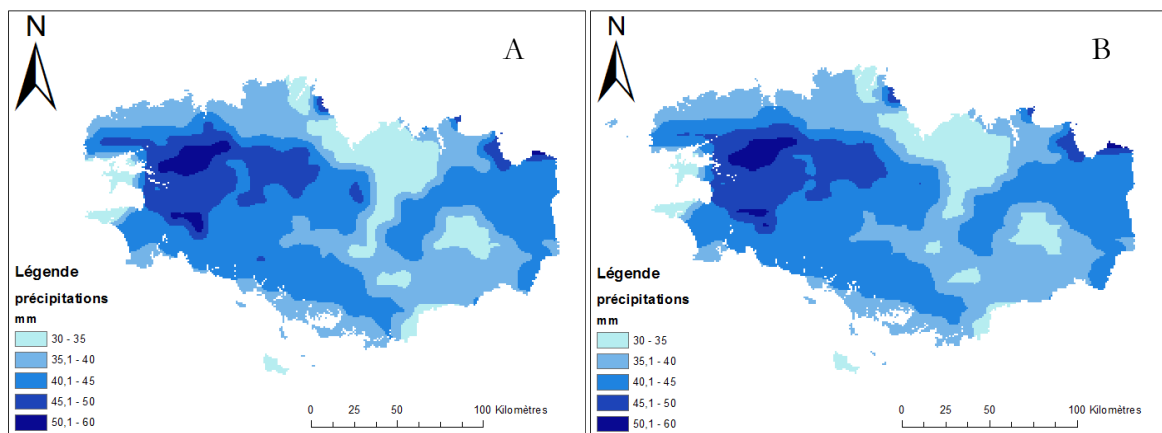 N
A
Légende
précipitations
mm
30 - 35
35,1 - 40
40,1 - 45
45,1 - 50
50,1 - 60
0 25 50 100 Kilomètres
N
B
Légende
précipitations
mm
30 - 35
35,1 - 40
40,1 - 45
45,1 - 50
50,1 - 60
0 25 50 100 Kilomètres